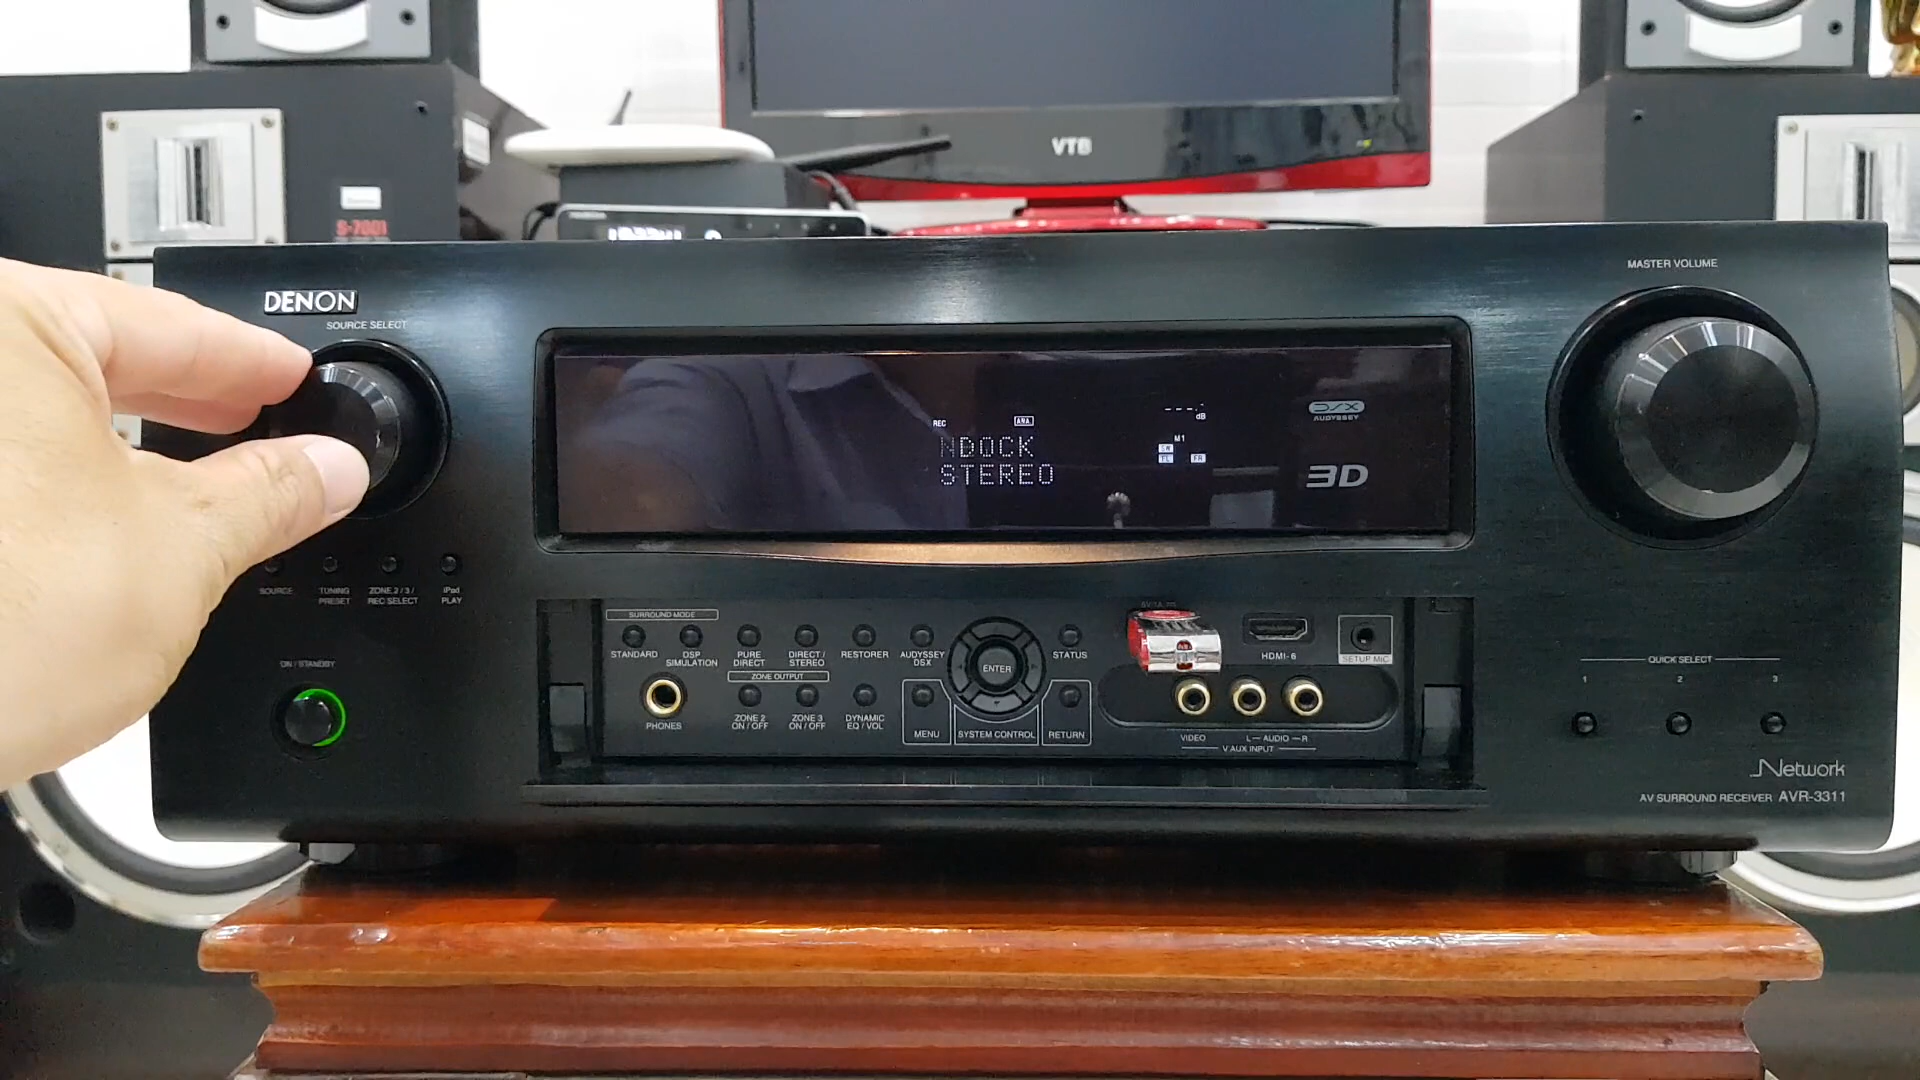 VTB
S-7001
DENON
SOURCE SELECT
MASTER VOLUME
REC
ANA.
---.-
dB
NDOCK
STEREO
M1
SW
FR
DSX
AUDYSSEY
3D
SOURCE
TUNING
PRESET
ZONE 2 / 3 /
REC SELECT
iPod
PLAY
ON / STANDBY
SURROUND MODE
STANDARD
DSP
SIMULATION
PURE
DIRECT
DIRECT /
STEREO
RESTORER
AUDYSSEY
DSX
ENTER
STATUS
HDMI-6
SETUP MIC
ZONE OUTPUT
PHONES
ZONE 2
ON / OFF
ZONE 3
ON / OFF
DYNAMIC
EQ / VOL
MENU
SYSTEM CONTROL
RETURN
VIDEO
L — AUDIO — R
V.AUX INPUT
QUICK SELECT
1 2 3
Network
AV SURROUND RECEIVER AVR-3311